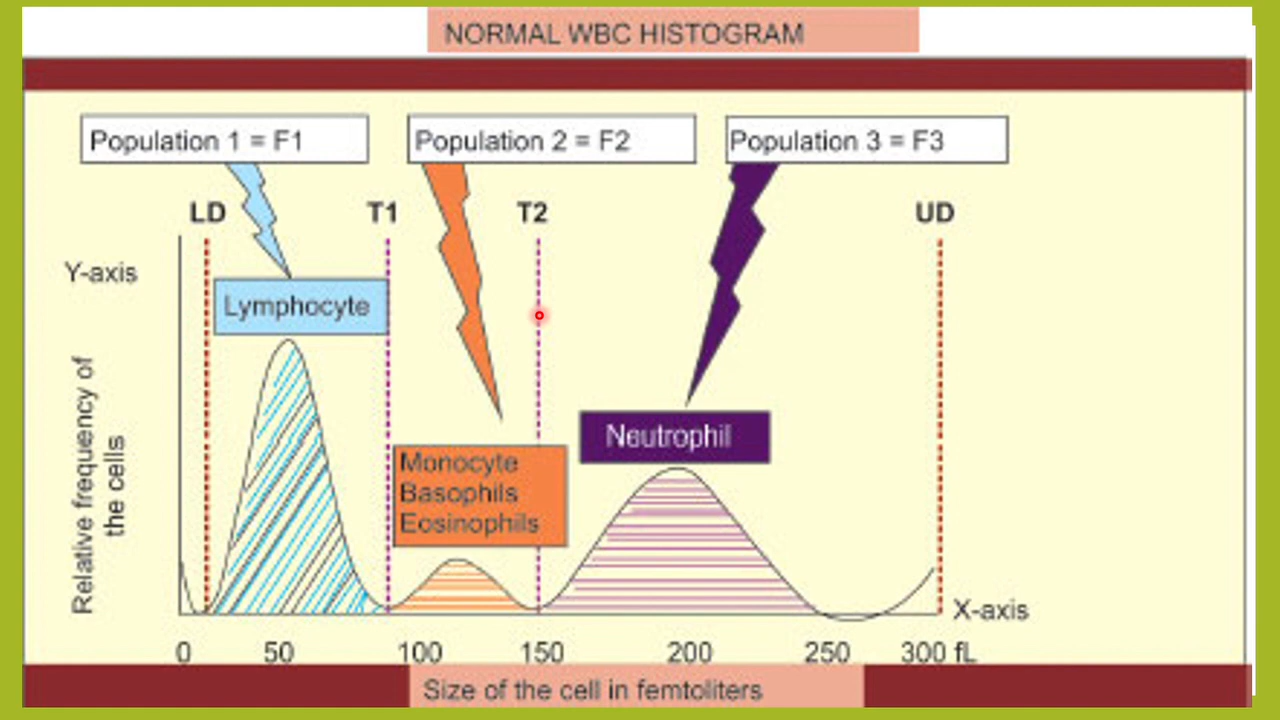 NORMAL WBC HISTOGRAM
Population 1 = F1
Population 2 = F2
Population 3 = F3
LD
T1
T2
UD
Y-axis
Lymphocyte
Relative frequency of
the cells
Neutrophil
Monocyte
Basophils
Eosinophils
X-axis
0 50 100 150 200 250 300 fL
Size of the cell in femtoliters